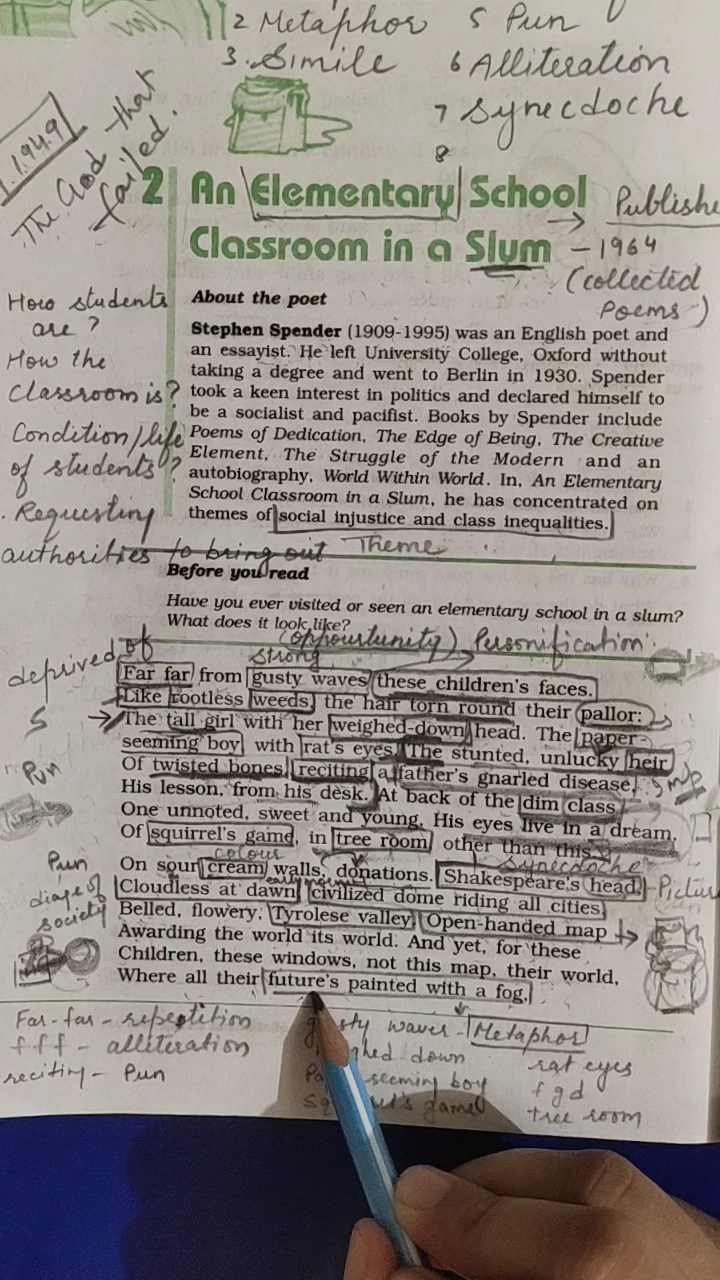 2 Metaphor 5 Pun
3. Simile 6 Alliteration
7 Synecdoche
8
1.1949
The God that
failed.
2 An Elementary School
Classroom in a Slum
→ Publishe
- 1964
(collected
Poems)
How students
are?
How the
Classroom is?
Condition/life
of students?
. Requesting
authorities to bring out
About the poet
Stephen Spender (1909-1995) was an English poet and
an essayist. He left University College, Oxford without
taking a degree and went to Berlin in 1930. Spender
took a keen interest in politics and declared himself to
be a socialist and pacifist. Books by Spender include
Poems of Dedication, The Edge of Being, The Creative
Element, The Struggle of the Modern and an
autobiography, World Within World. In, An Elementary
School Classroom in a Slum, he has concentrated on
themes of social injustice and class inequalities.
Theme
Before you read
Have you ever visited or seen an elementary school in a slum?
What does it look like?
(oppourtunity) Personification
deprived of
strong
Far far from gusty waves these children's faces.
Like rootless weeds, the hair torn round their pallor:
S
The tall girl with her weighed-down head. The paper-
seeming boy, with rat's eyes. The stunted, unlucky heir
Pun
Of twisted bones, reciting a father's gnarled disease,
His lesson, from his desk. At back of the dim class
One unnoted, sweet and young. His eyes live in a dream,
Of squirrel's game, in tree room, other than this.
colour
Synecdoche
Pun
On sour cream walls, donations. Shakespeare's head,
Pictur
Cloudless at dawn, civilized dome riding all cities.
society
Belled, flowery, Tyrolese valley. Open-handed map
Awarding the world its world. And yet, for these
Children, these windows, not this map, their world,
Where all their future's painted with a fog,
Far-far - repetition
fff - alliteration
reciting - Pun
sty waves - Metaphor
hed down
seeming boy
game
rat eyes
f g d
tree room